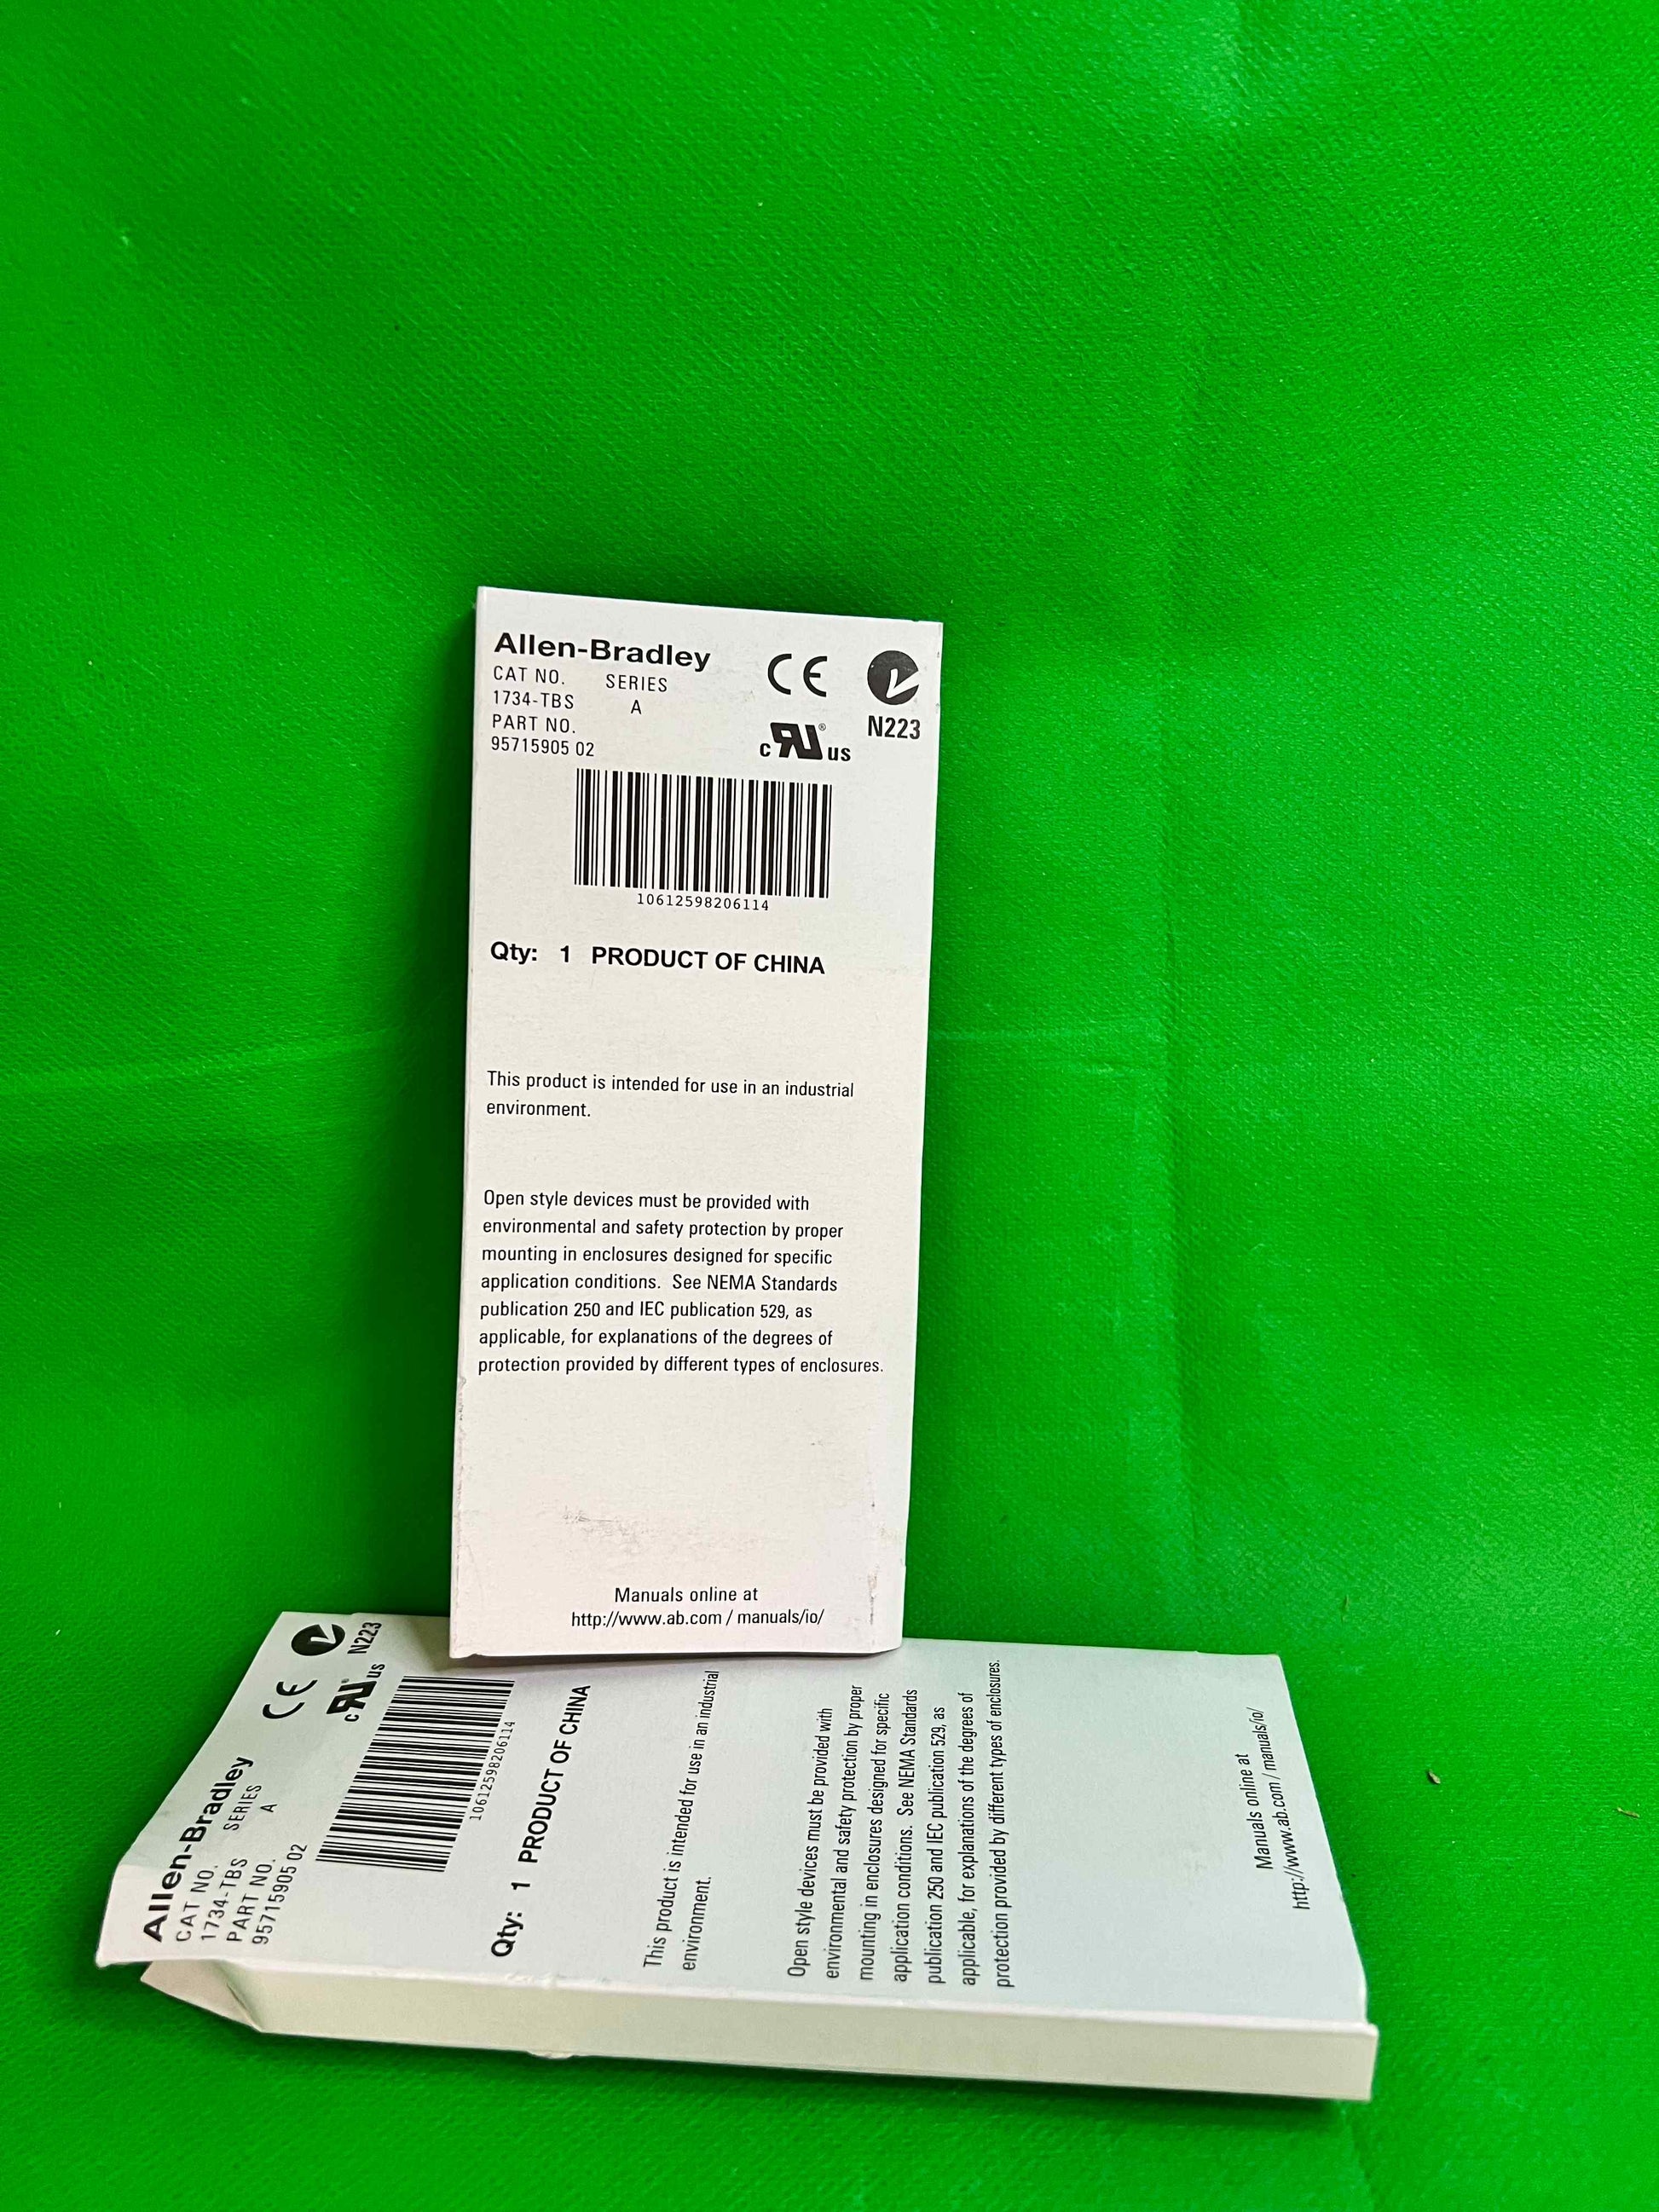 Allen-Bradley
CAT NO. SERIES
1734-TBS A
PART NO.
95715905 02
CE
N223
c RU ® us
10612598206114
Qty: 1 PRODUCT OF CHINA
This product is intended for use in an industrial
environment.
Open style devices must be provided with
environmental and safety protection by proper
mounting in enclosures designed for specific
application conditions. See NEMA Standards
publication 250 and IEC publication 529, as
applicable, for explanations of the degrees of
protection provided by different types of enclosures.
Manuals online at
http://www.ab.com / manuals/io/
Allen-Bradley
CAT NO. SERIES
1734-TBS A
PART NO.
95715905 02
CE
N223
c RU us
10612598206114
Qty: 1 PRODUCT OF CHINA
This product is intended for use in an industrial
environment.
Open style devices must be provided with
environmental and safety protection by proper
mounting in enclosures designed for specific
application conditions. See NEMA Standards
publication 250 and IEC publication 529, as
applicable, for explanations of the degrees of
protection provided by different types of enclosures.
Manuals online at
http://www.ab.com / manuals/io/